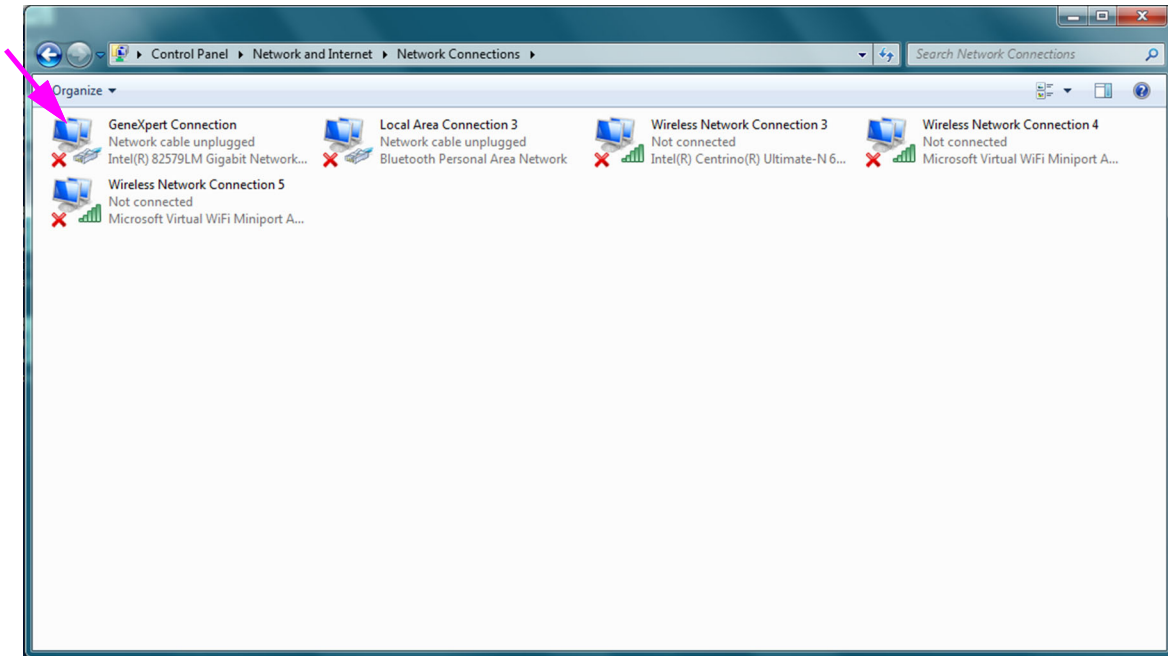 Control Panel Network and Internet Network Connections
Search Network Connections
Organize
GeneXpert Connection
Network cable unplugged
Intel(R) 82579LM Gigabit Network...
Local Area Connection 3
Network cable unplugged
Bluetooth Personal Area Network
Wireless Network Connection 3
Not connected
Intel(R) Centrino(R) Ultimate-N 6...
Wireless Network Connection 4
Not connected
Microsoft Virtual WiFi Miniport A...
Wireless Network Connection 5
Not connected
Microsoft Virtual WiFi Miniport A...